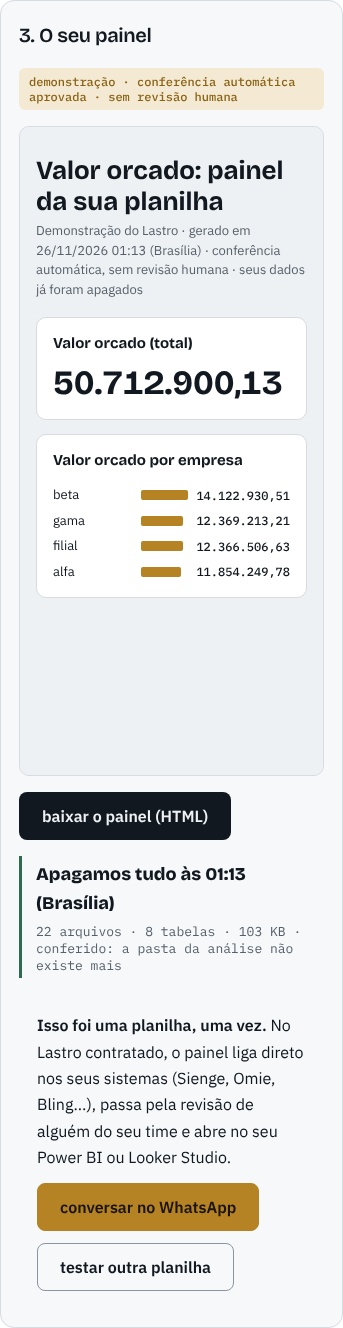 3. O seu painel
demonstração · conferência automática
aprovada · sem revisão humana
Valor orcado: painel
da sua planilha
Demonstração do Lastro · gerado em
26/11/2026 01:13 (Brasília) · conferência
automática, sem revisão humana · seus dados
já foram apagados
Valor orcado (total)
50.712.900,13
Valor orcado por empresa
beta 14.122.930,51
gama 12.369.213,21
filial 12.366.506,63
alfa 11.854.249,78
baixar o painel (HTML)
Apagamos tudo às 01:13
(Brasília)
22 arquivos · 8 tabelas · 103 KB ·
conferido: a pasta da análise não
existe mais
Isso foi uma planilha, uma vez. No
Lastro contratado, o painel liga direto
nos seus sistemas (Sienge, Omie,
Bling…), passa pela revisão de
alguém do seu time e abre no seu
Power BI ou Looker Studio.
conversar no WhatsApp
testar outra planilha